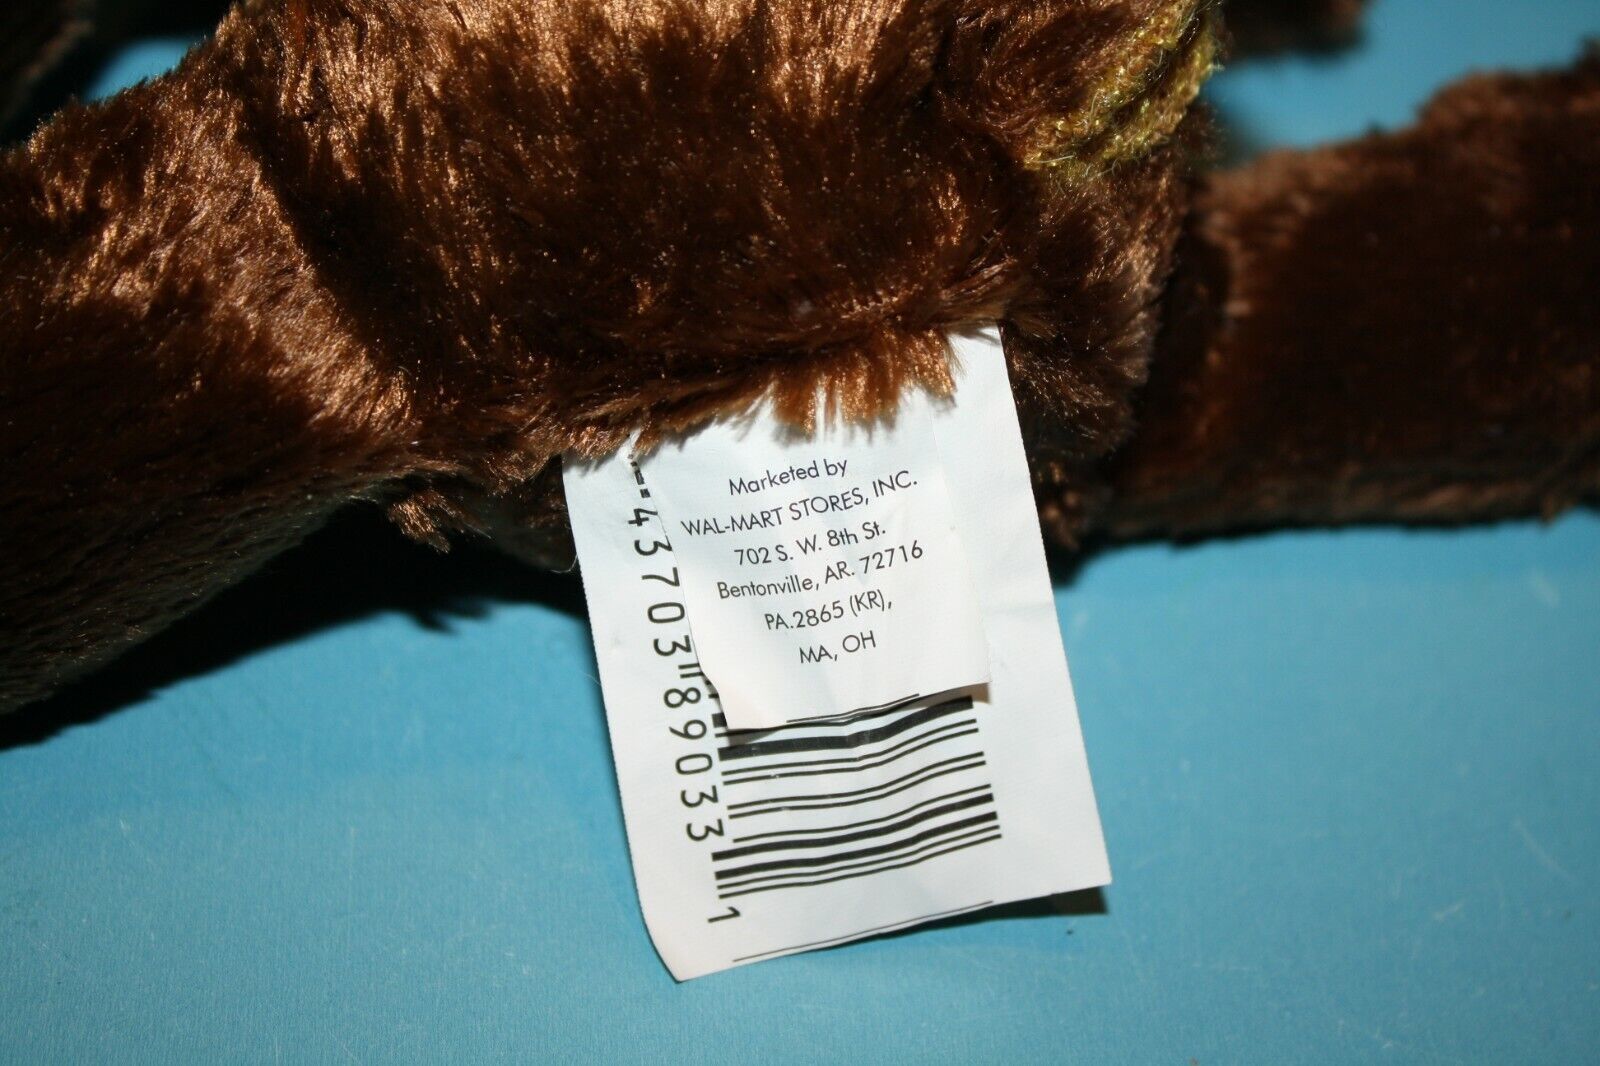 Marketed by
WAL-MART STORES, INC.
702 S. W. 8th St.
Bentonville, AR. 72716
PA.2865 (KR),
MA, OH
43703 89033 1